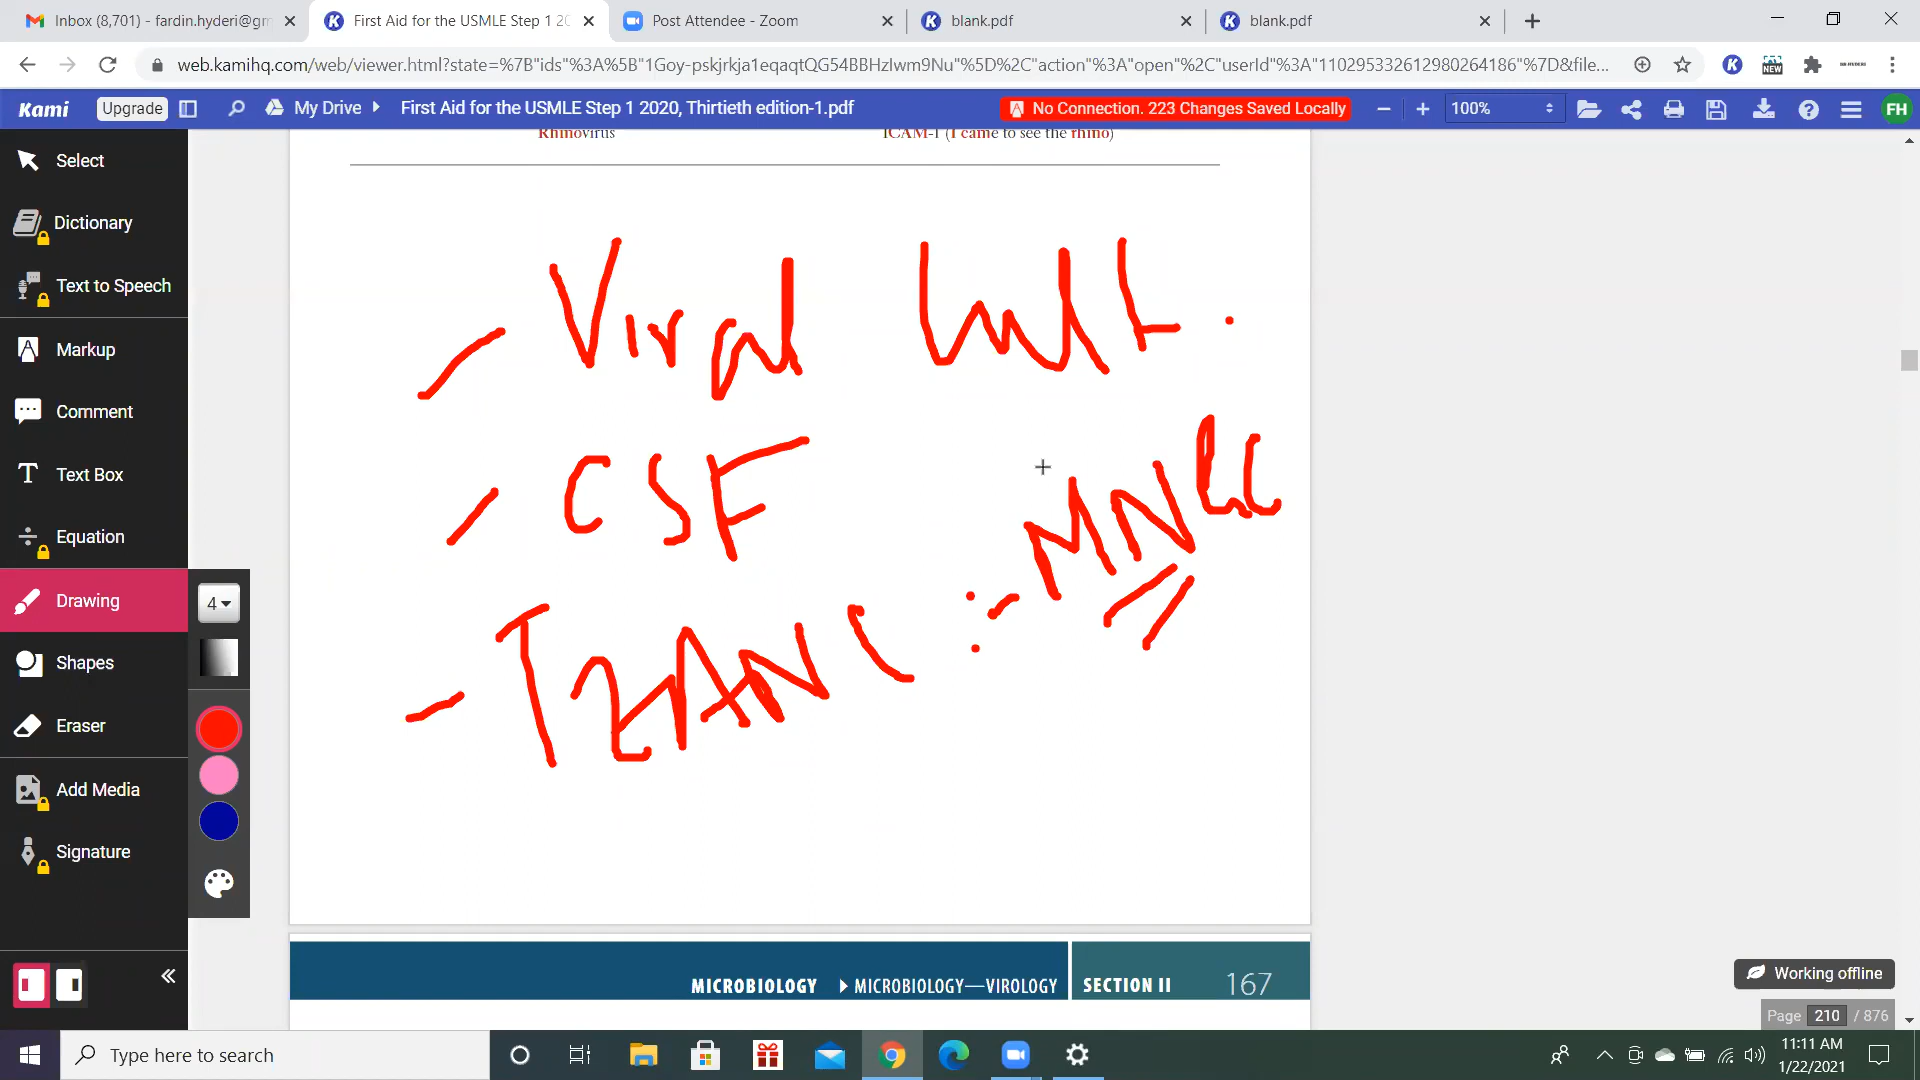 Inbox (8,701) - fardin.hyderi@gm
First Aid for the USMLE Step 1 20
Post Attendee - Zoom
blank.pdf
blank.pdf
web.kamihq.com/web/viewer.html?state=%7B"ids"%3A%5B"1Goy-pskjrkja1eqaqtQG54BBHzIwm9Nu"%5D%2C"action"%3A"open"%2C"userId"%3A"110295332612980264186"%7D&file...
NEW
Kami
Upgrade
My Drive
First Aid for the USMLE Step 1 2020, Thirtieth edition-1.pdf
No Connection. 223 Changes Saved Locally
100%
FH
Select
Dictionary
Text to Speech
Markup
Comment
Text Box
Equation
Drawing
Shapes
Eraser
Add Media
Signature
4
Rhinovirus ICAM-1 (I came to see the rhino)
- Viral Cult.
- CSF
- TZANC :- MNGC
MICROBIOLOGY ▶ MICROBIOLOGY—VIROLOGY SECTION II 167
Working offline
Page 210 / 876
Type here to search
11:11 AM
1/22/2021